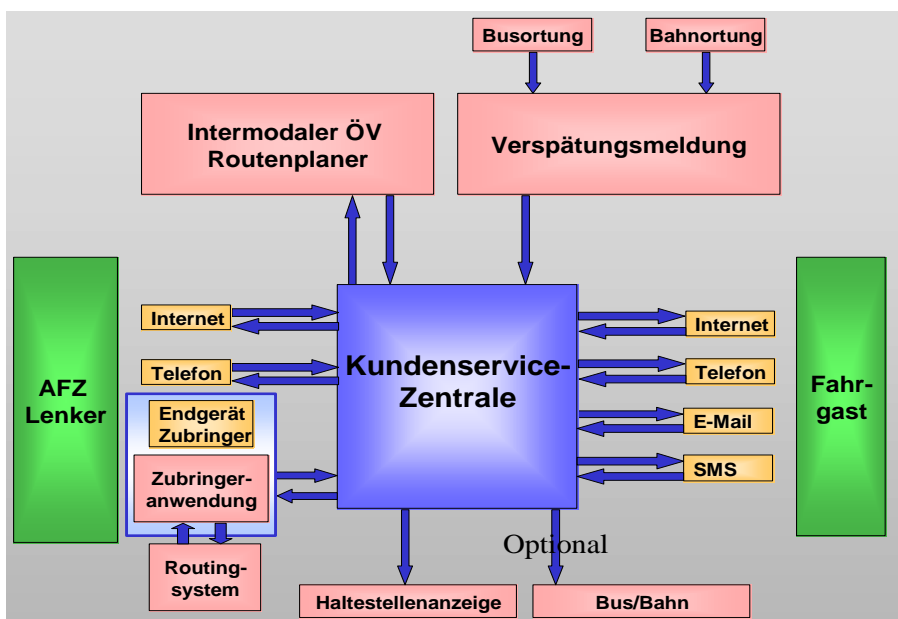 Busortung
Bahnortung
Intermodaler ÖV
Routenplaner
Verspätungsmeldung
AFZ
Lenker
Internet
Telefon
Endgerät
Zubringer
Zubringer-
anwendung
Routing-
system
Kundenservice-
Zentrale
Internet
Telefon
E-Mail
SMS
Fahr-
gast
Optional
Haltestellenanzeige
Bus/Bahn